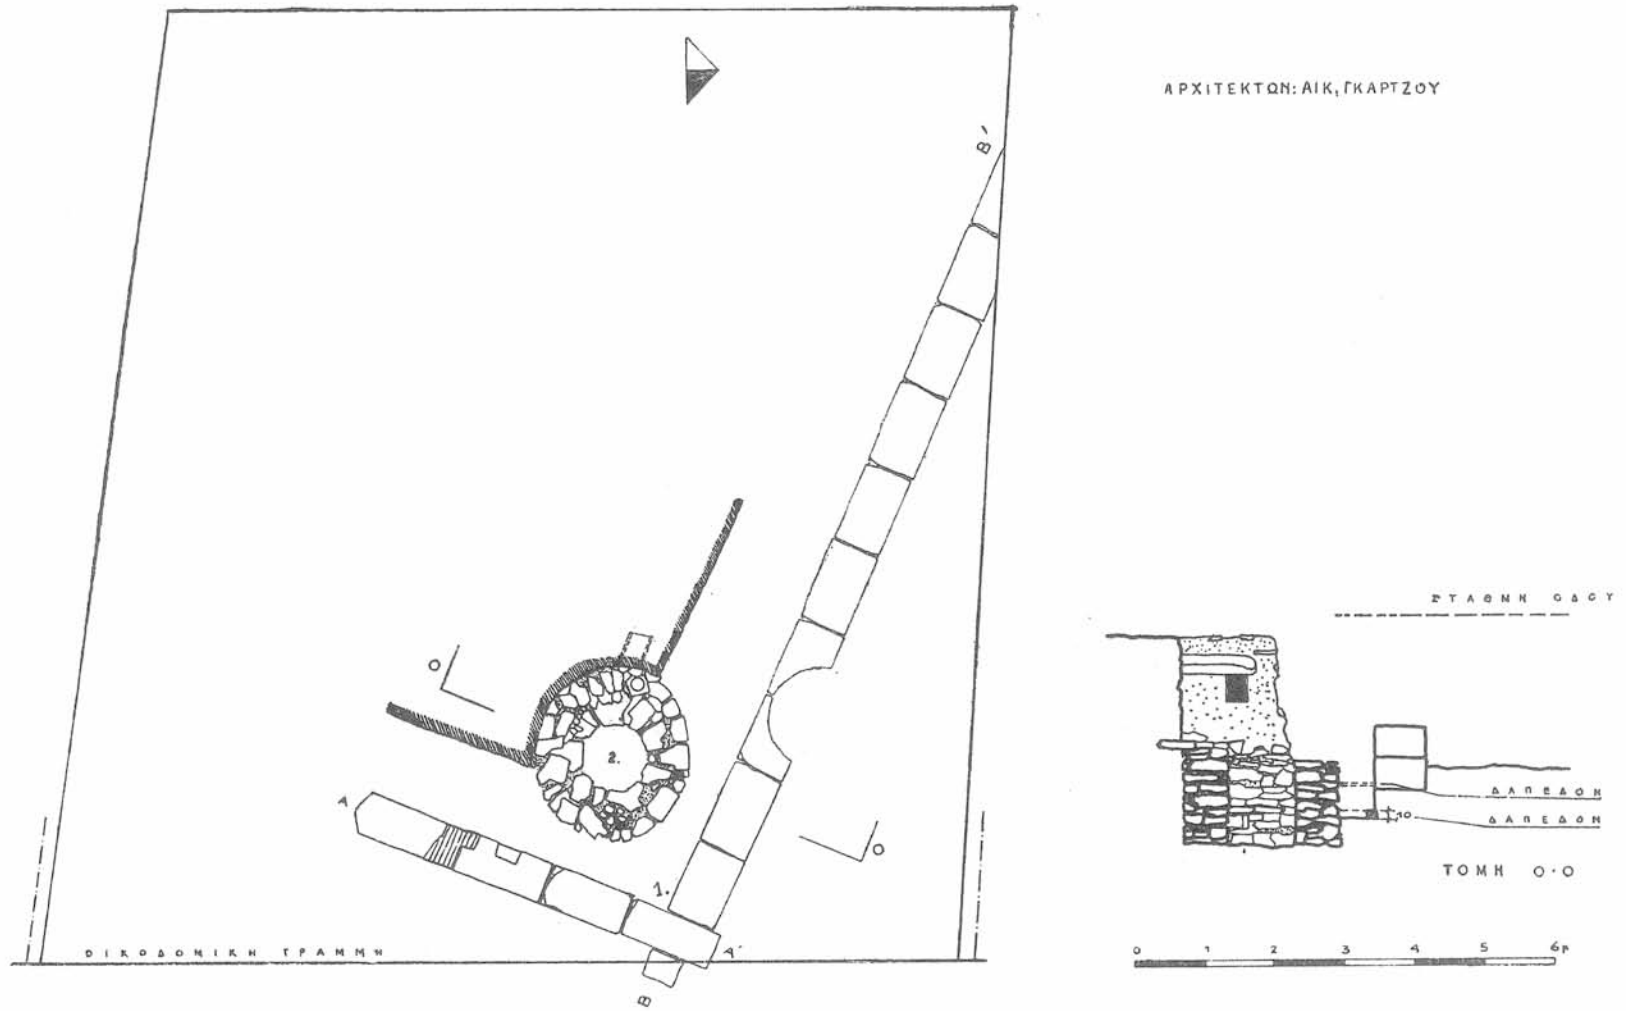 ΑΡΧΙΤΕΚΤΩΝ: ΑΙΚ, ΓΚΑΡΤΖΟΥ
Β΄
ΣΤΑΘΜΗ ΟΔΟΥ
Ο
2.
Α
Ο
1.
ΔΑΠΕΔΟΝ
10
ΔΑΠΕΔΟΝ
ΤΟΜΗ Ο-Ο
ΟΙΚΟΔΟΜΙΚΗ ΓΡΑΜΜΗ
Α΄
Β
0 1 2 3 4 5 6μ